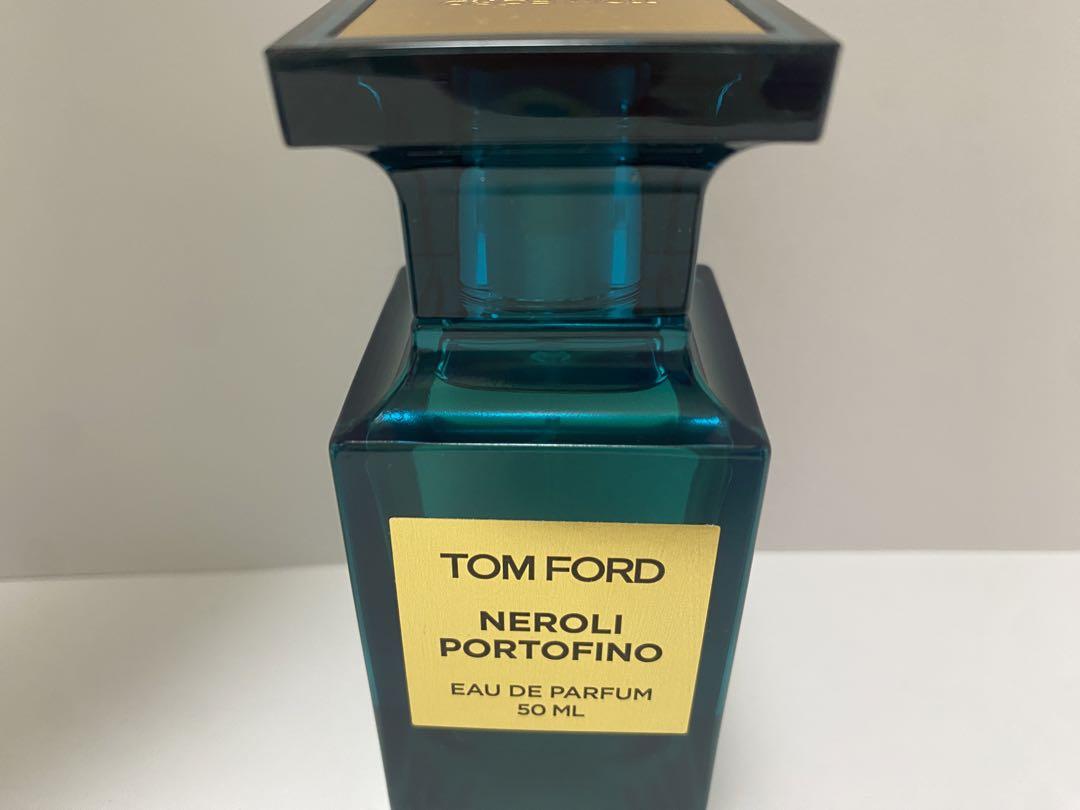 TOM FORD
NEROLI
PORTOFINO
EAU DE PARFUM
50 ML